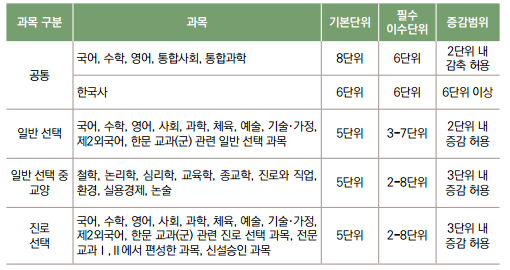 과목 구분 과목 기본단위 필수 이수단위 증감범위
공통
국어, 수학, 영어, 통합사회, 통합과학 8단위 6단위 2단위 내 감축 허용
한국사 6단위 6단위 6단위 이상
일반 선택
국어, 수학, 영어, 사회, 과학, 체육, 예술, 기술·가정,
제2외국어, 한문 교과(군) 관련 일반 선택 과목
5단위 3-7단위 2단위 내
증감 허용
일반 선택 중
교양
철학, 논리학, 심리학, 교육학, 종교학, 진로와 직업,
환경, 실용경제, 논술
5단위 2-8단위 3단위 내
증감 허용
진로
선택
국어, 수학, 영어, 사회, 과학, 체육, 예술, 기술·가정,
제2외국어, 한문 교과(군) 관련 진로 선택 과목, 전문
교과Ⅰ,Ⅱ에서 편성한 과목, 신설승인 과목
5단위 2-8단위 3단위 내
증감 허용